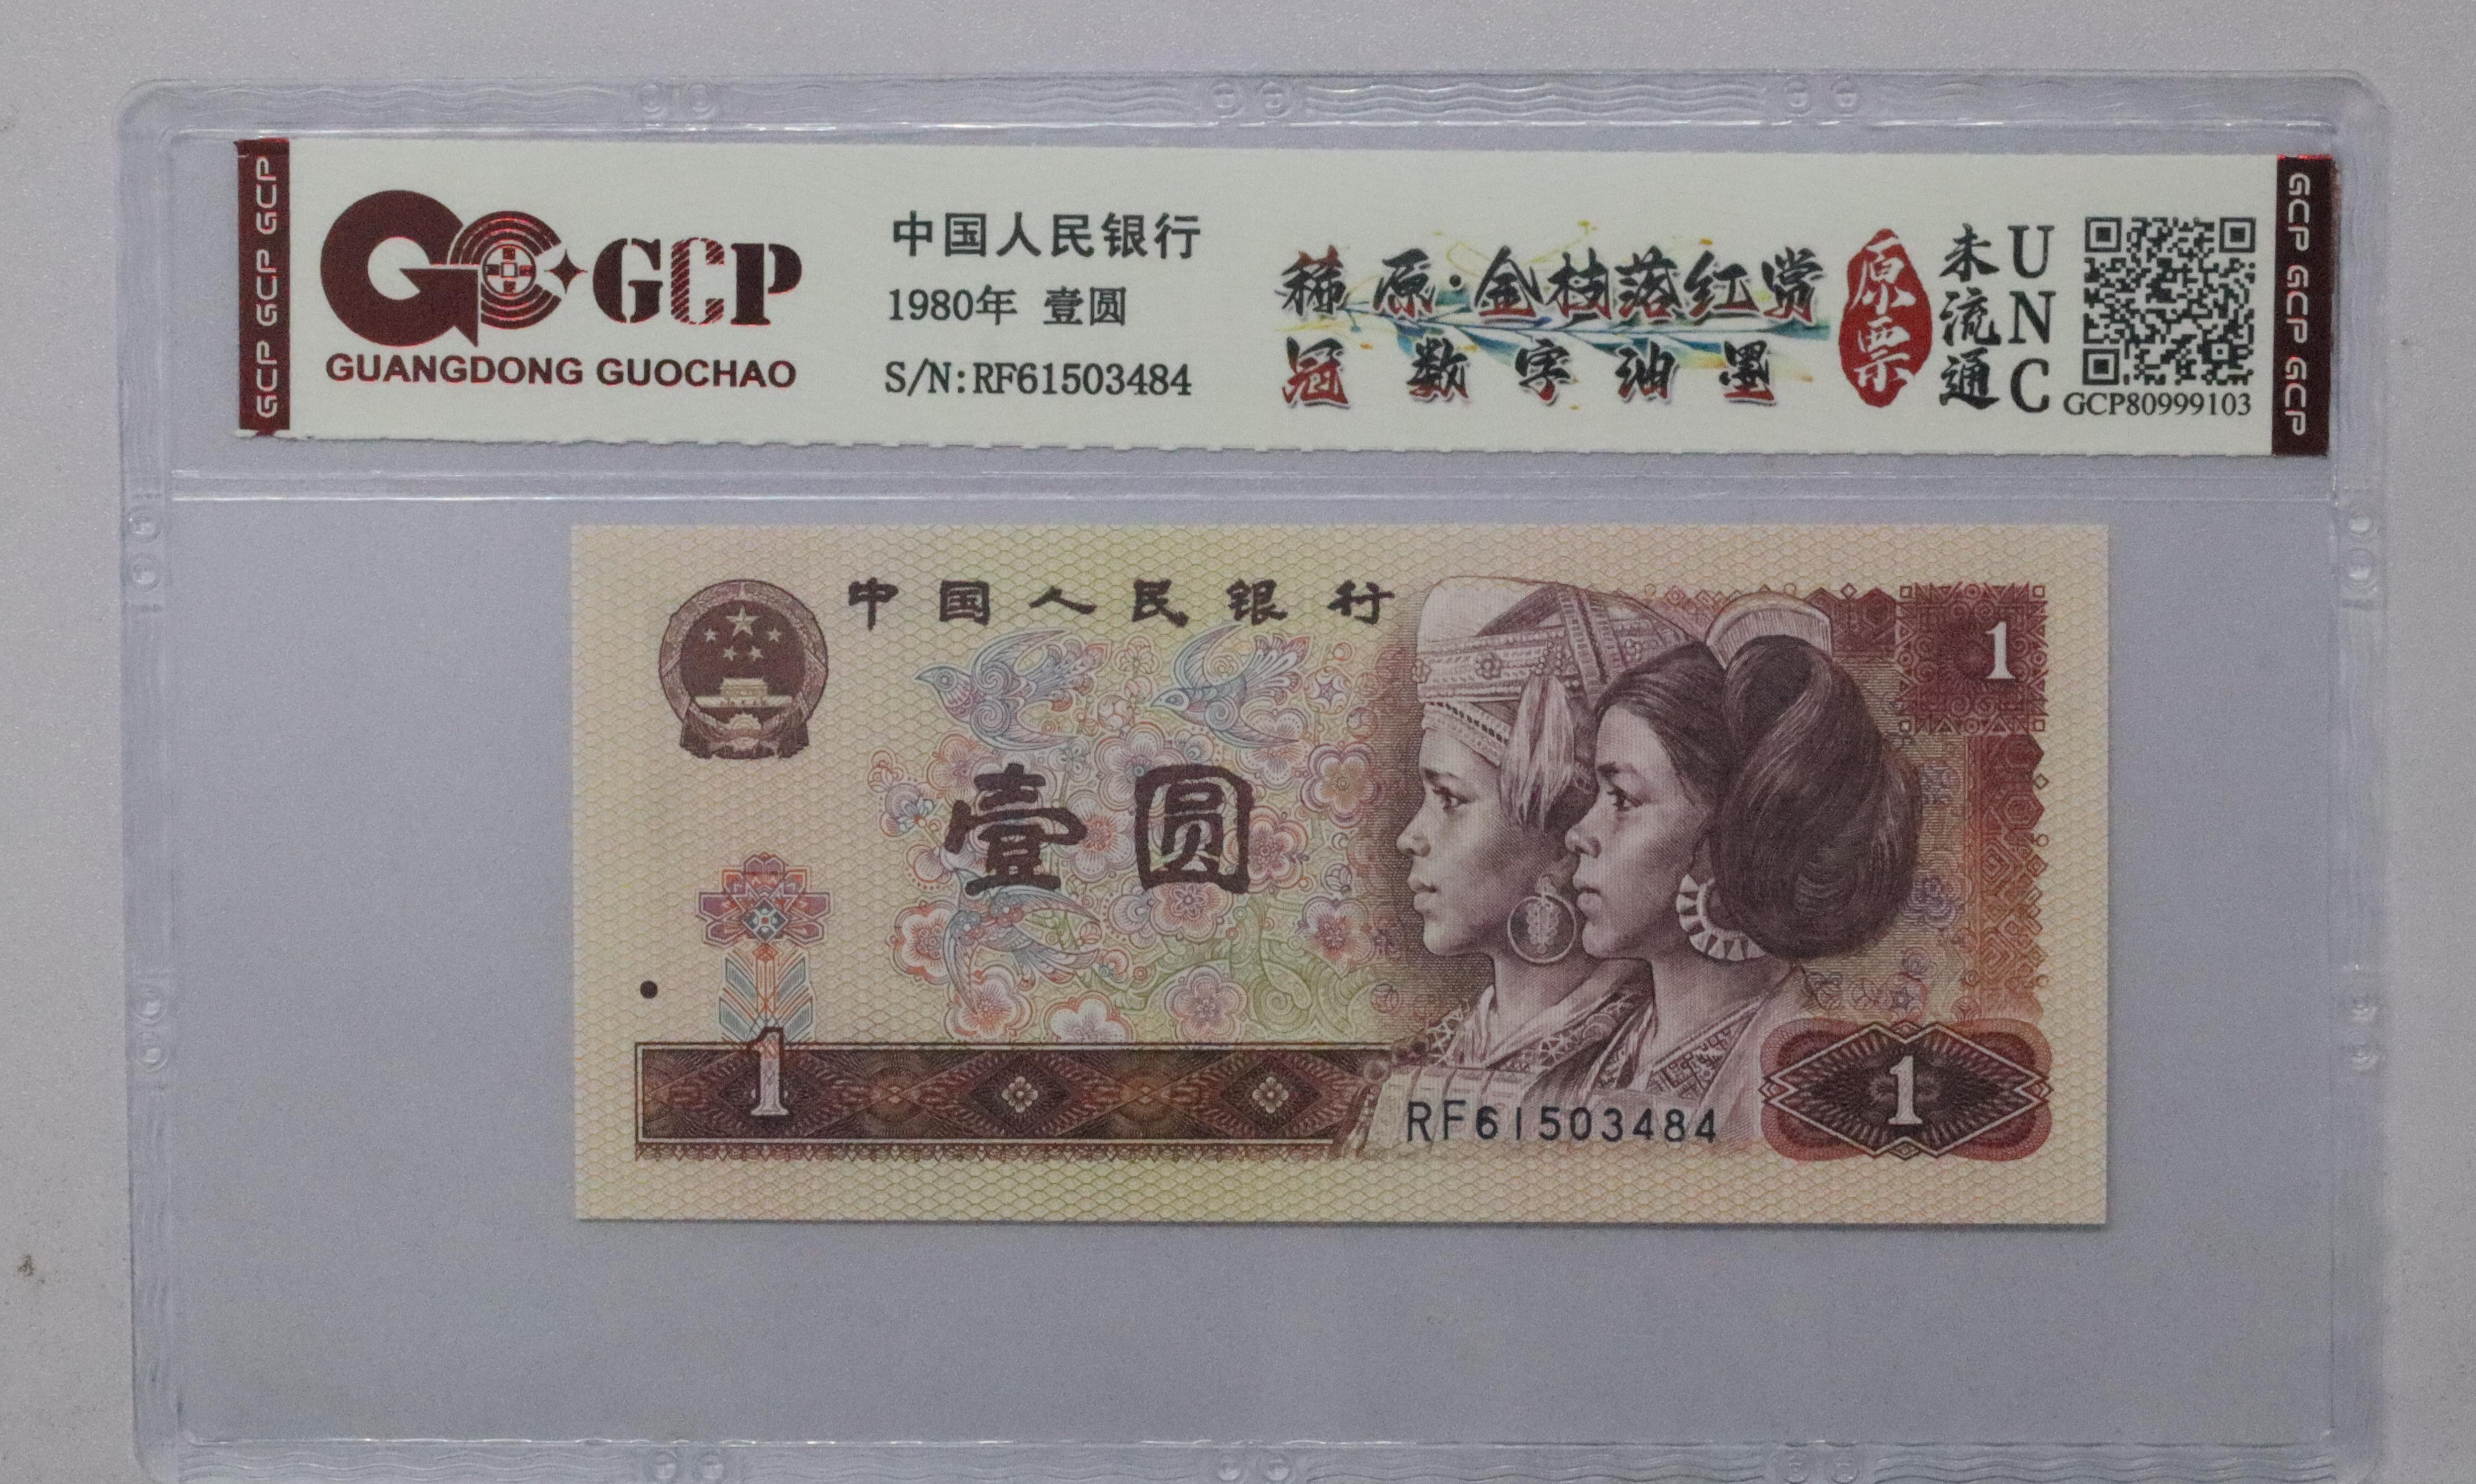 GCP GCP GCP
GCP
GUANGDONG GUOCHAO
中国人民银行
1980年 壹圆
S/N:RF61503484
稀原·金枝落红赏
冠数字油墨
原票
未流通
UNC
GCP80999103
GCP GCP GCP
中国人民银行
1
壹圆
1
RF61503484
1